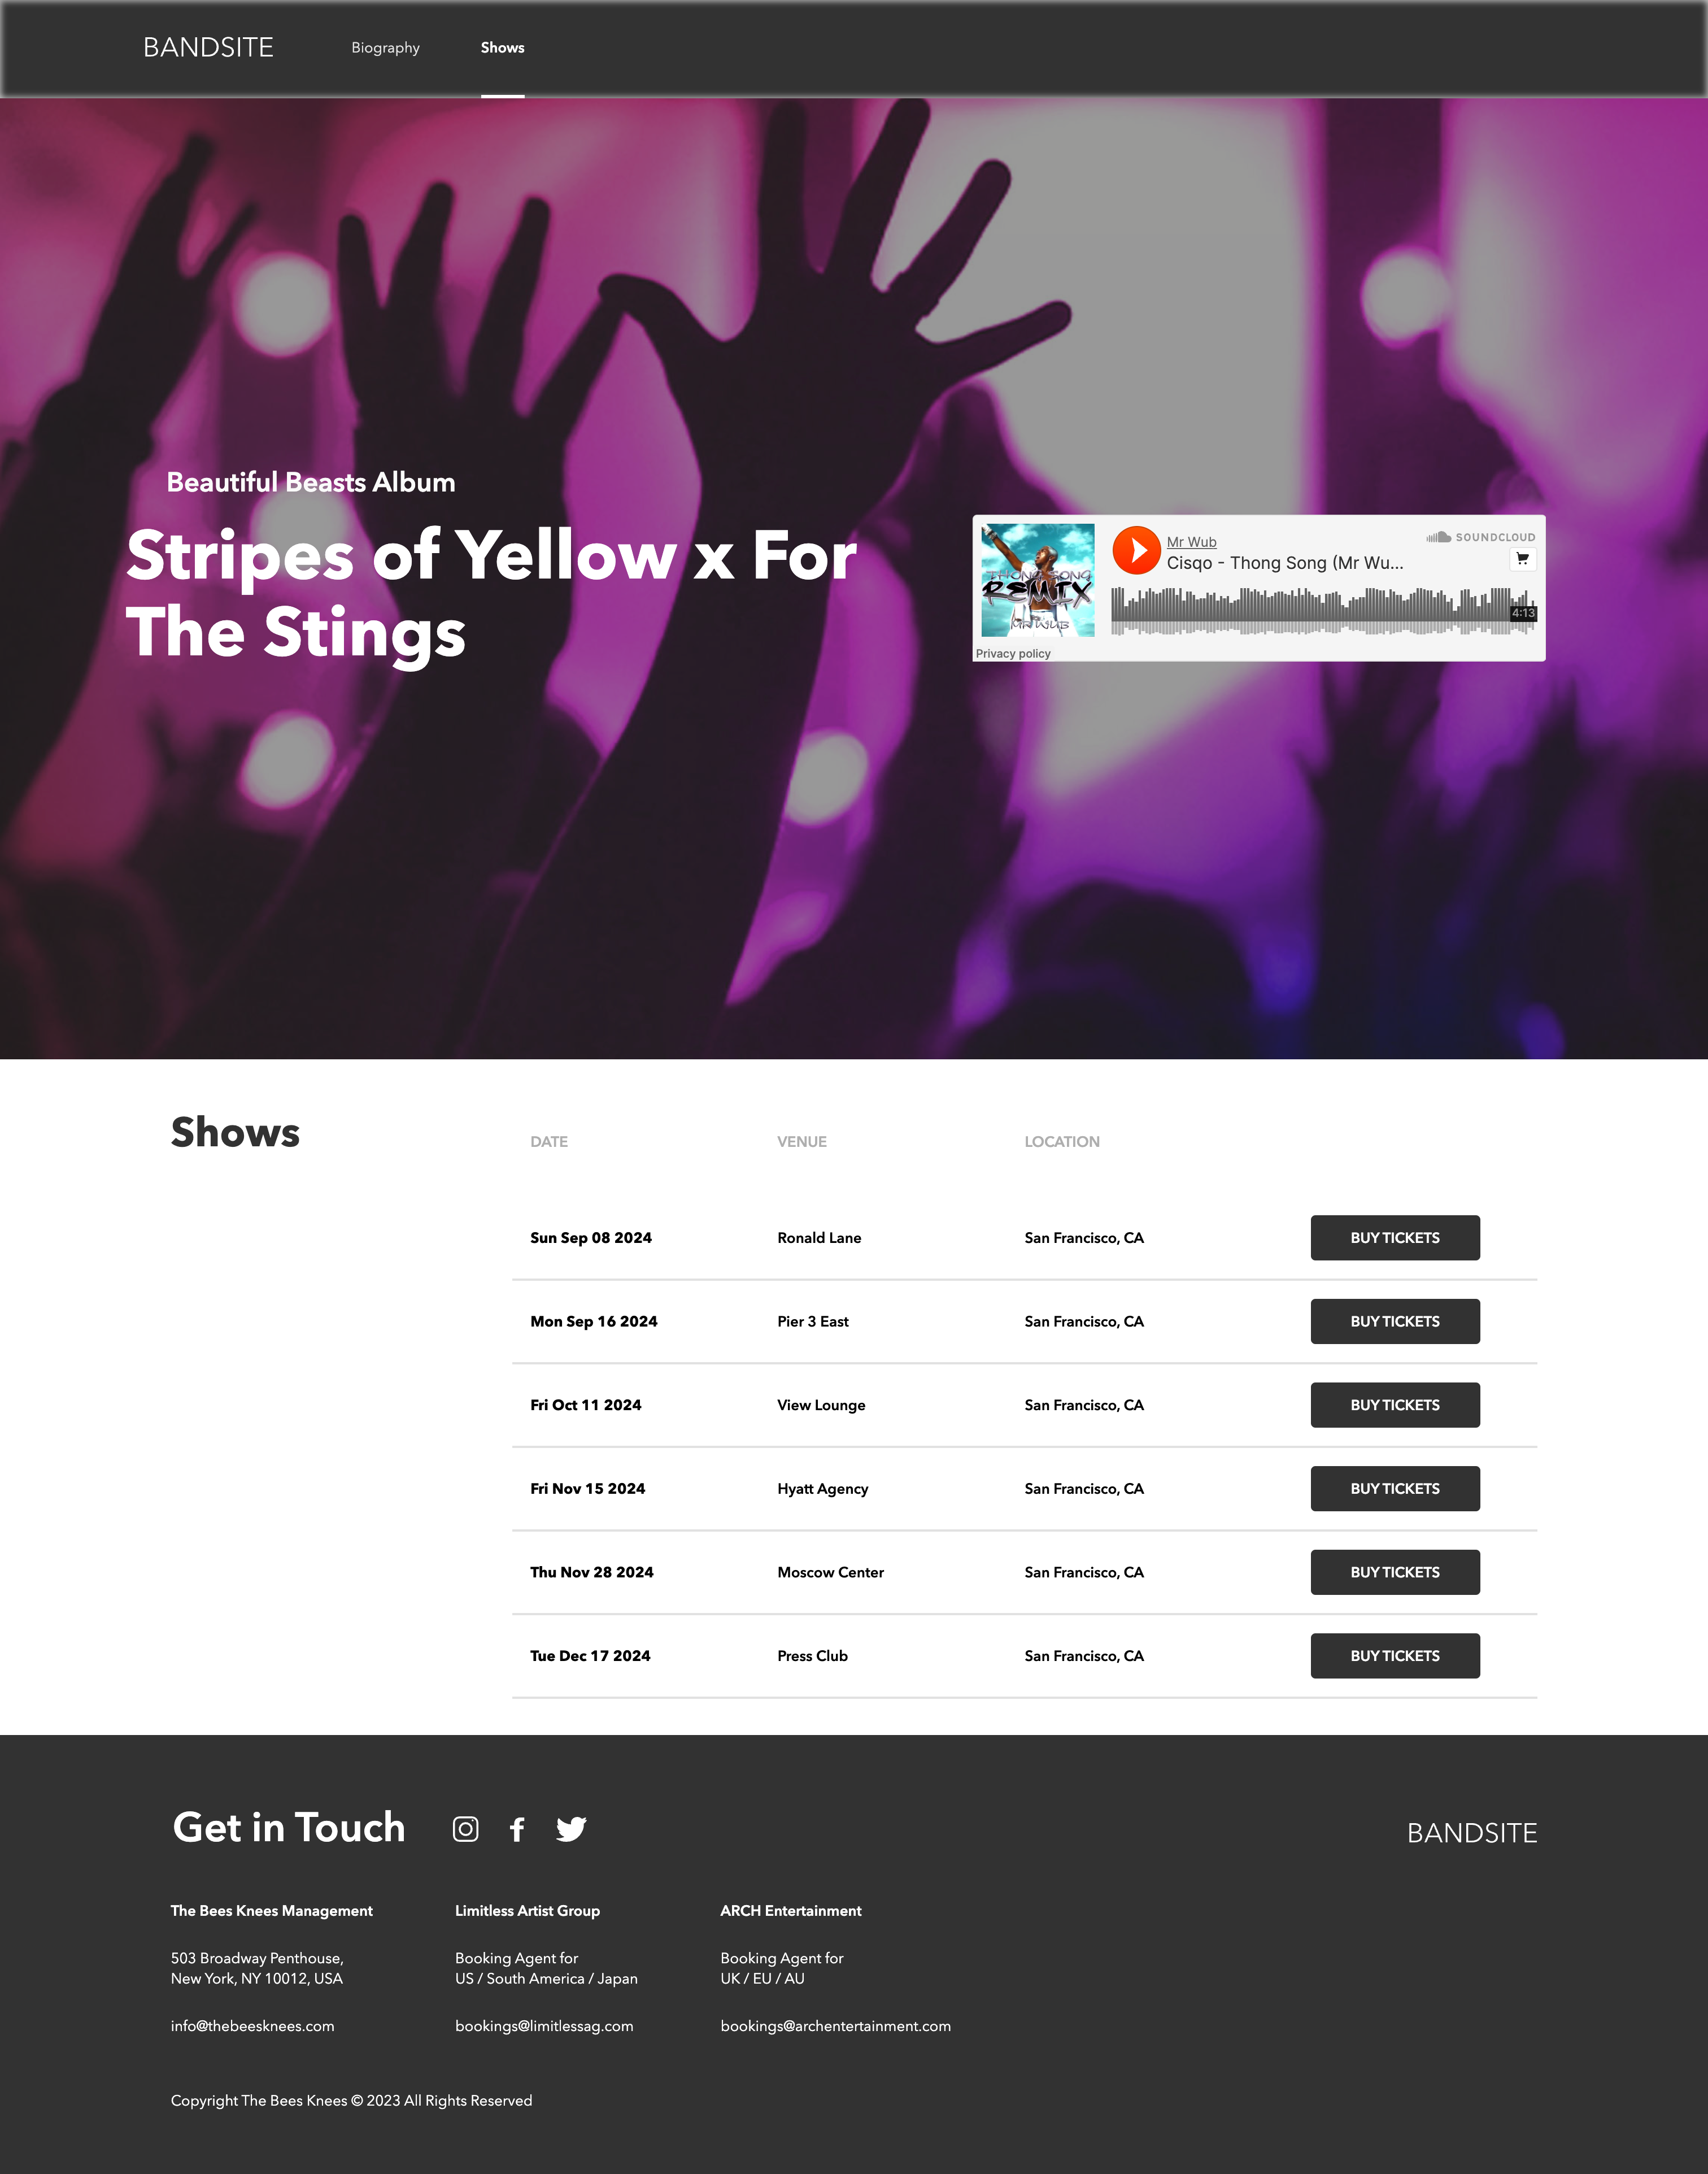 BANDSITE Biography Shows
Beautiful Beasts Album
Stripes of Yellow x For
The Stings
THONG SONG
REMIX
MR WUB
Mr Wub
SOUNDCLOUD
Cisqo - Thong Song (Mr Wu...
4:13
Privacy policy
Shows
DATE VENUE LOCATION
Sun Sep 08 2024 Ronald Lane San Francisco, CA BUY TICKETS
Mon Sep 16 2024 Pier 3 East San Francisco, CA BUY TICKETS
Fri Oct 11 2024 View Lounge San Francisco, CA BUY TICKETS
Fri Nov 15 2024 Hyatt Agency San Francisco, CA BUY TICKETS
Thu Nov 28 2024 Moscow Center San Francisco, CA BUY TICKETS
Tue Dec 17 2024 Press Club San Francisco, CA BUY TICKETS
Get in Touch
BANDSITE
The Bees Knees Management
503 Broadway Penthouse,
New York, NY 10012, USA
info@thebeesknees.com
Limitless Artist Group
Booking Agent for
US / South America / Japan
bookings@limitlessag.com
ARCH Entertainment
Booking Agent for
UK / EU / AU
bookings@archentertainment.com
Copyright The Bees Knees © 2023 All Rights Reserved